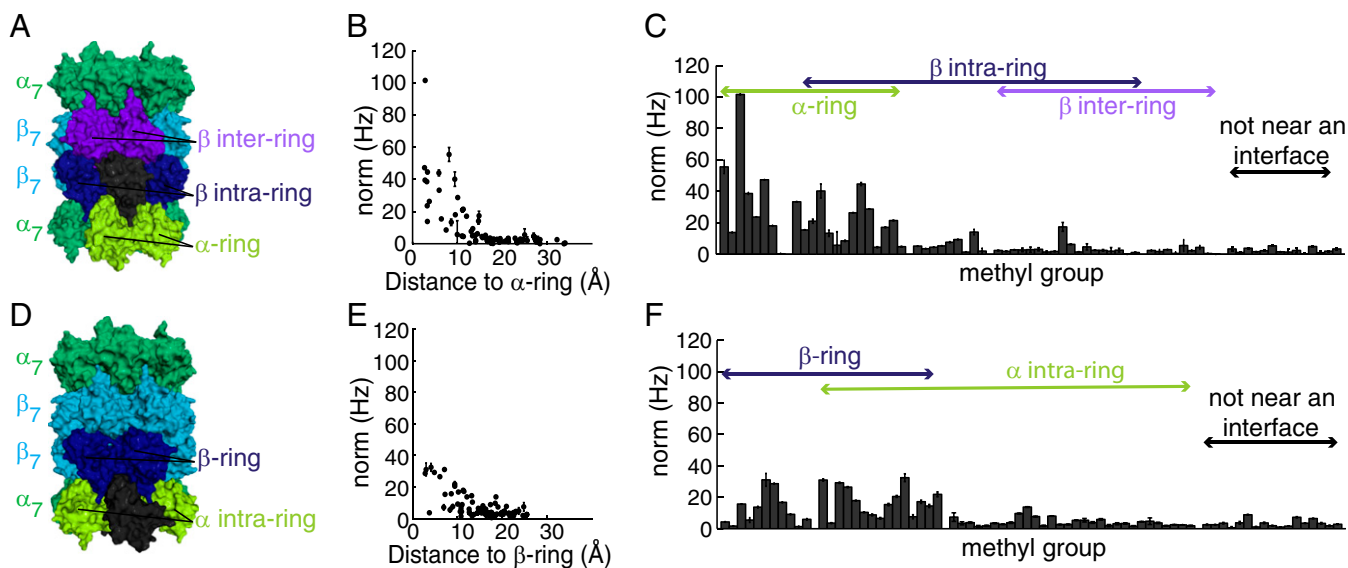 A
α7
β7
β7
α7
β inter-ring
β intra-ring
α-ring
B
norm (Hz)
120
100
80
60
40
20
0
0 10 20 30
Distance to α-ring (Å)
C
norm (Hz)
120
100
80
60
40
20
0
β intra-ring
α-ring
β inter-ring
not near an
interface
methyl group
D
α7
β7
β7
α7
β-ring
α intra-ring
E
norm (Hz)
120
100
80
60
40
20
0
0 10 20 30
Distance to β-ring (Å)
F
norm (Hz)
120
100
80
60
40
20
0
β-ring
α intra-ring
not near an
interface
methyl group